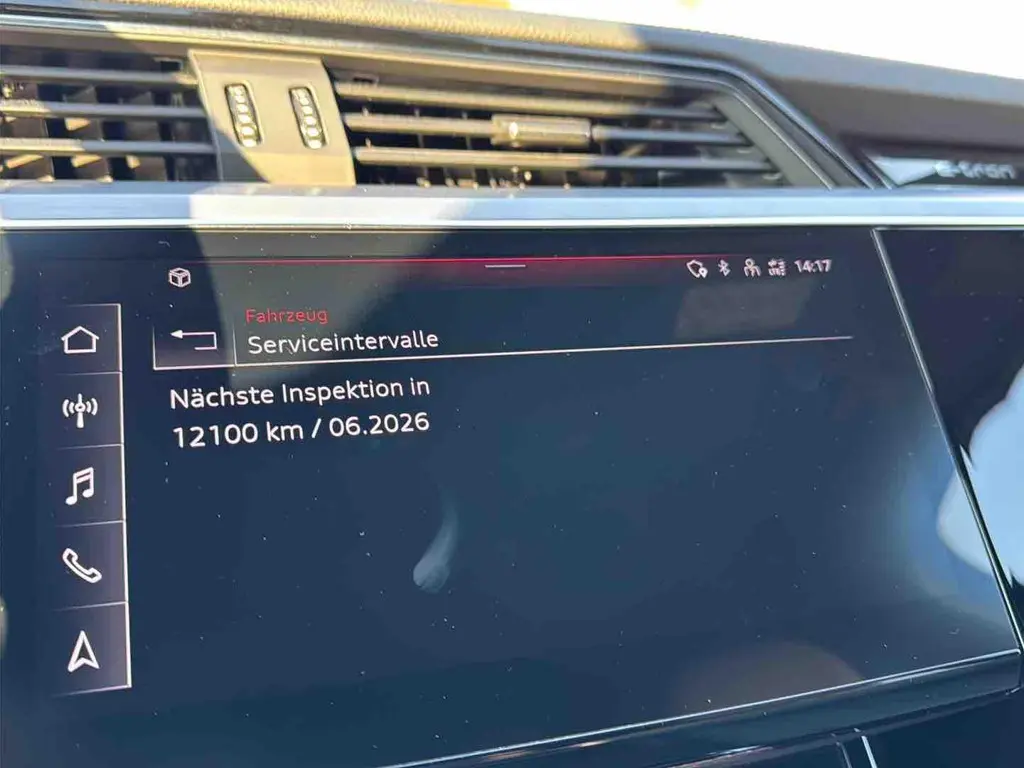 e-tron
14:17
Fahrzeug
Serviceintervalle
Nächste Inspektion in
12100 km / 06.2026